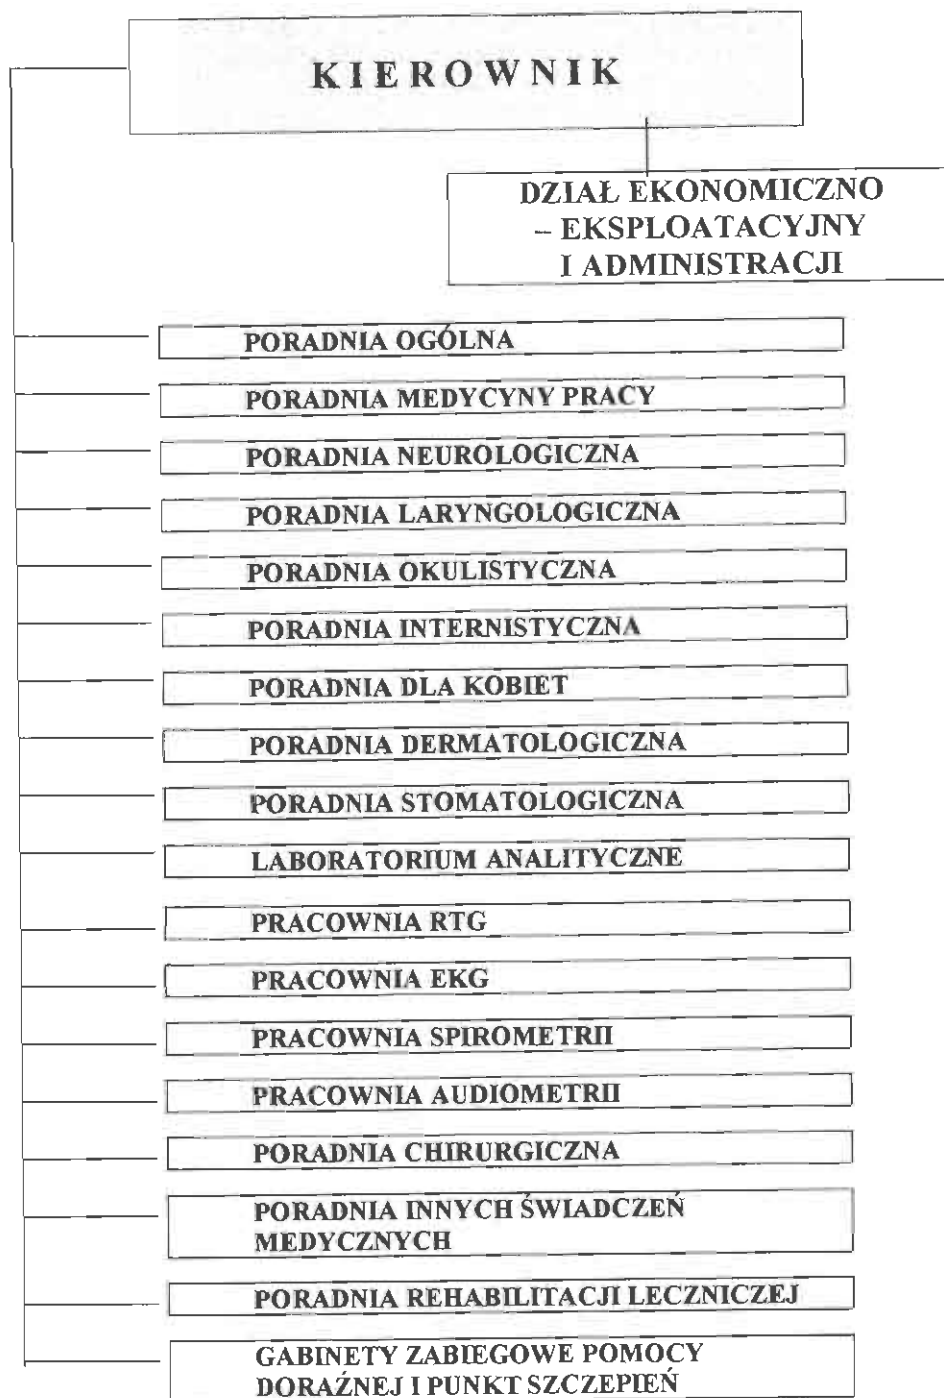 KIEROWNIK
DZIAŁ EKONOMICZNO
– EKSPLOATACYJNY
I ADMINISTRACJI
PORADNIA OGÓLNA
PORADNIA MEDYCYNY PRACY
PORADNIA NEUROLOGICZNA
PORADNIA LARYNGOLOGICZNA
PORADNIA OKULISTYCZNA
PORADNIA INTERNISTYCZNA
PORADNIA DLA KOBIET
PORADNIA DERMATOLOGICZNA
PORADNIA STOMATOLOGICZNA
LABORATORIUM ANALITYCZNE
PRACOWNIA RTG
PRACOWNIA EKG
PRACOWNIA SPIROMETRII
PRACOWNIA AUDIOMETRII
PORADNIA CHIRURGICZNA
PORADNIA INNYCH ŚWIADCZEŃ
MEDYCZNYCH
PORADNIA REHABILITACJI LECZNICZEJ
GABINETY ZABIEGOWE POMOCY
DORAŹNEJ I PUNKT SZCZEPIEŃ